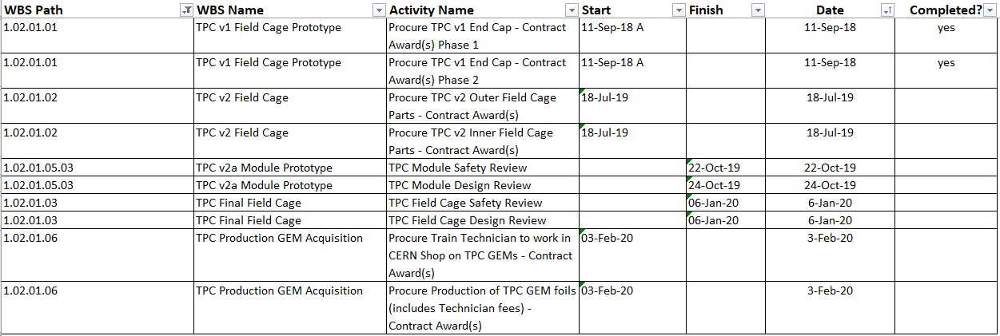 WBS Path WBS Name Activity Name Start Finish Date Completed?
1.02.01.01 TPC v1 Field Cage Prototype Procure TPC v1 End Cap - Contract 11-Sep-18 A 11-Sep-18 yes
Award(s) Phase 1
1.02.01.01 TPC v1 Field Cage Prototype Procure TPC v1 End Cap - Contract 11-Sep-18 A 11-Sep-18 yes
Award(s) Phase 2
1.02.01.02 TPC v2 Field Cage Procure TPC v2 Outer Field Cage 18-Jul-19 18-Jul-19
Parts - Contract Award(s)
1.02.01.02 TPC v2 Field Cage Procure TPC v2 Inner Field Cage 18-Jul-19 18-Jul-19
Parts - Contract Award(s)
1.02.01.05.03 TPC v2a Module Prototype TPC Module Safety Review 22-Oct-19 22-Oct-19
1.02.01.05.03 TPC v2a Module Prototype TPC Module Design Review 24-Oct-19 24-Oct-19
1.02.01.03 TPC Final Field Cage TPC Field Cage Safety Review 06-Jan-20 6-Jan-20
1.02.01.03 TPC Final Field Cage TPC Field Cage Design Review 06-Jan-20 6-Jan-20
1.02.01.06 TPC Production GEM Acquisition Procure Train Technician to work in 03-Feb-20 3-Feb-20
CERN Shop on TPC GEMs - Contract
Award(s)
1.02.01.06 TPC Production GEM Acquisition Procure Production of TPC GEM foils 03-Feb-20 3-Feb-20
(includes Technician fees) -
Contract Award(s)